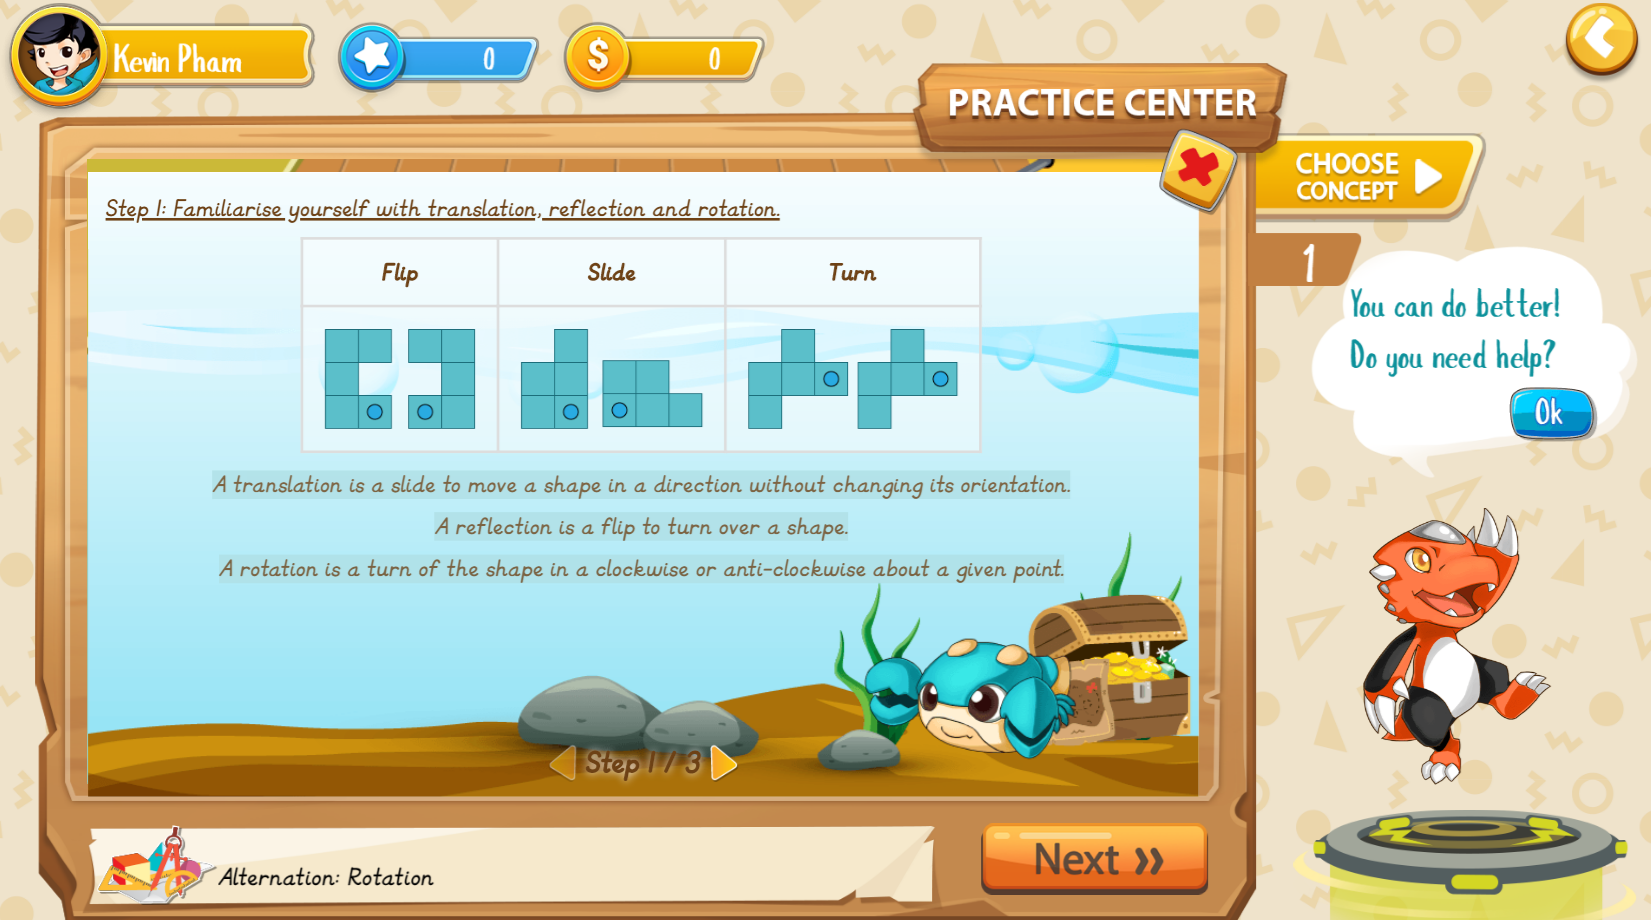 Kevin Pham
0
0
PRACTICE CENTER
CHOOSE
CONCEPT
1
Step 1: Familiarise yourself with translation, reflection and rotation.
Flip Slide Turn
You can do better!
Do you need help?
Ok
A translation is a slide to move a shape in a direction without changing its orientation.
A reflection is a flip to turn over a shape.
A rotation is a turn of the shape in a clockwise or anti-clockwise about a given point.
Step 1 / 3
Alternation: Rotation
Next »